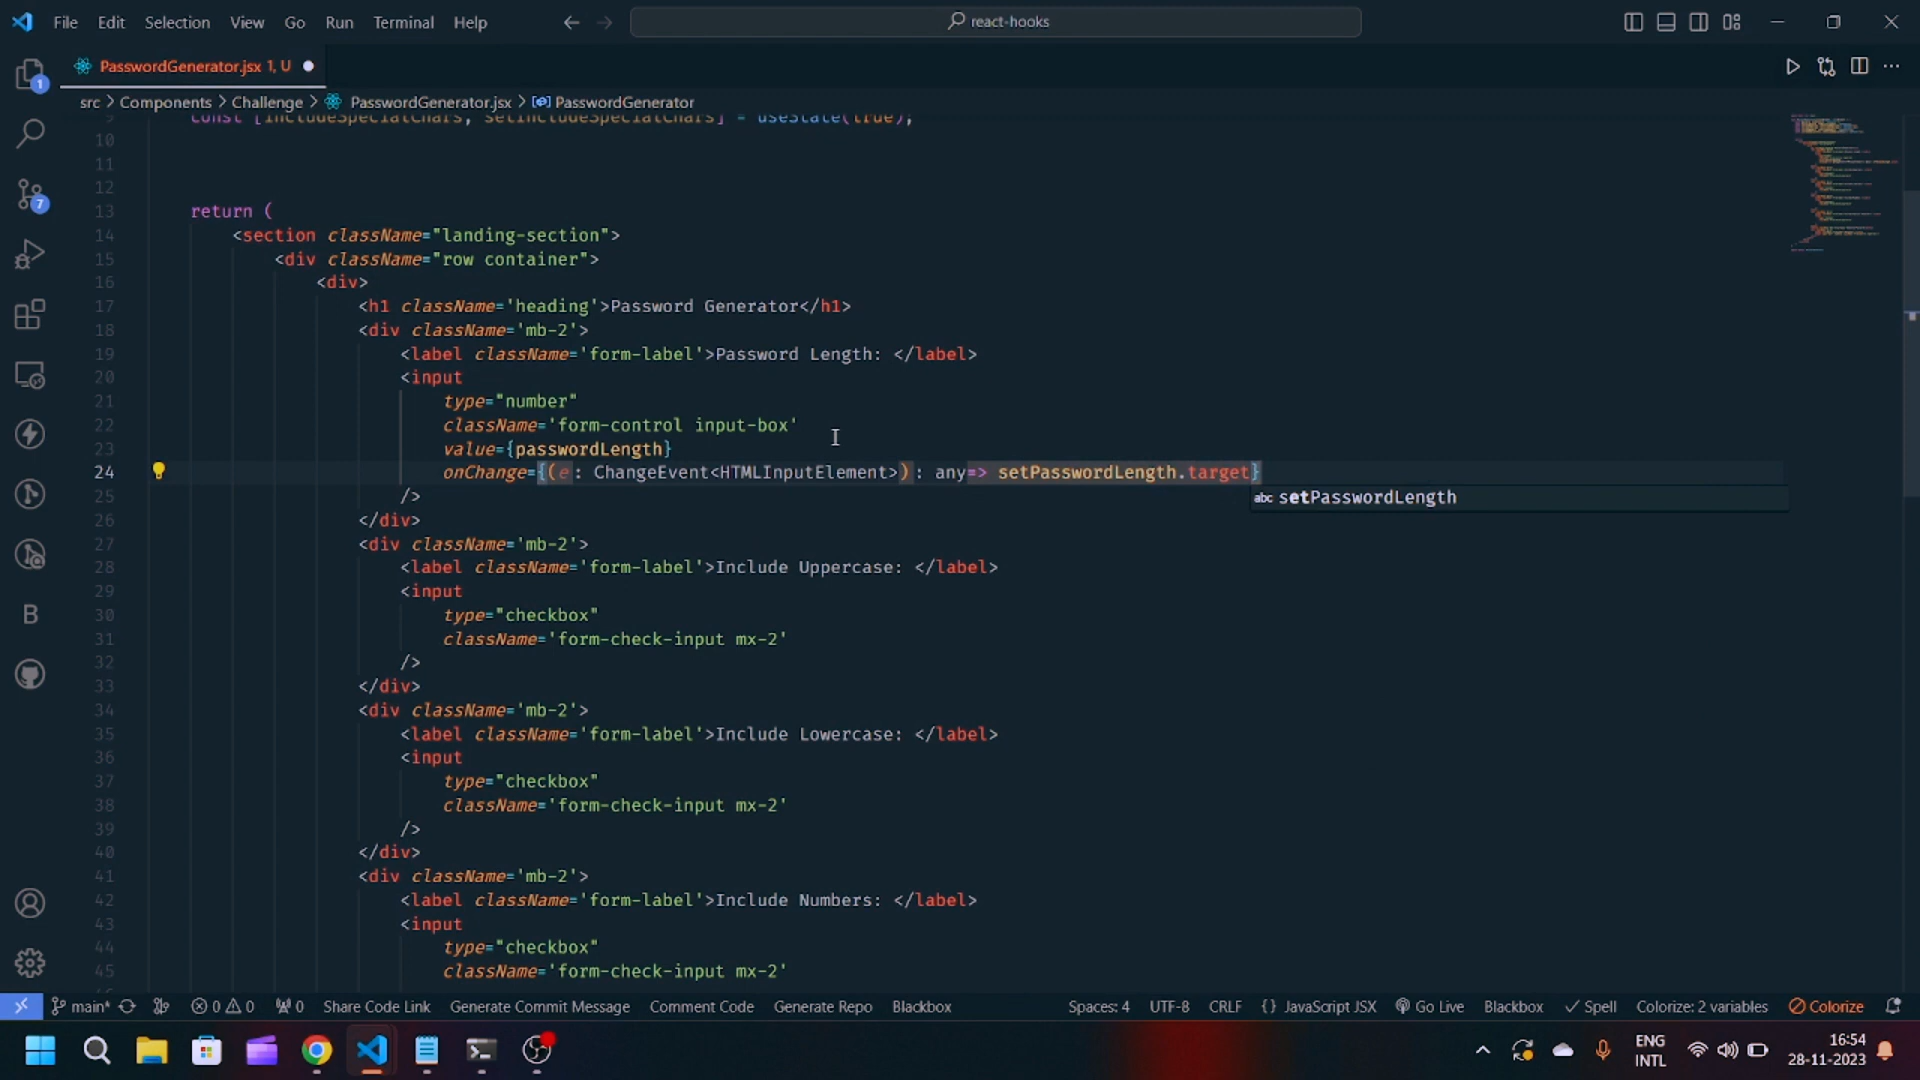 File Edit Selection View Go Run Terminal Help
react-hooks
PasswordGenerator.jsx 1, U
src > Components > Challenge > PasswordGenerator.jsx > PasswordGenerator
9 const [includeSpecialChars, setIncludeSpecialChars] = useState(true);
10
11
12
13 return (
14 <section className="landing-section">
15 <div className="row container">
16 <div>
17 <h1 className='heading'>Password Generator</h1>
18 <div className='mb-2'>
19 <label className='form-label'>Password Length: </label>
20 <input
21 type="number"
22 className='form-control input-box'
23 value={passwordLength}
24 onChange={(e: ChangeEvent<HTMLInputElement>): any=> setPasswordLength.target}
abc setPasswordLength
25 />
26 </div>
27 <div className='mb-2'>
28 <label className='form-label'>Include Uppercase: </label>
29 <input
30 type="checkbox"
31 className='form-check-input mx-2'
32 />
33 </div>
34 <div className='mb-2'>
35 <label className='form-label'>Include Lowercase: </label>
36 <input
37 type="checkbox"
38 className='form-check-input mx-2'
39 />
40 </div>
41 <div className='mb-2'>
42 <label className='form-label'>Include Numbers: </label>
43 <input
44 type="checkbox"
45 className='form-check-input mx-2'
1
7
B
main* 0 0 0 Share Code Link Generate Commit Message Comment Code Generate Repo Blackbox Spaces: 4 UTF-8 CRLF {} JavaScript JSX Go Live Blackbox Spell Colorize: 2 variables Colorize
ENG
INTL
16:54
28-11-2023